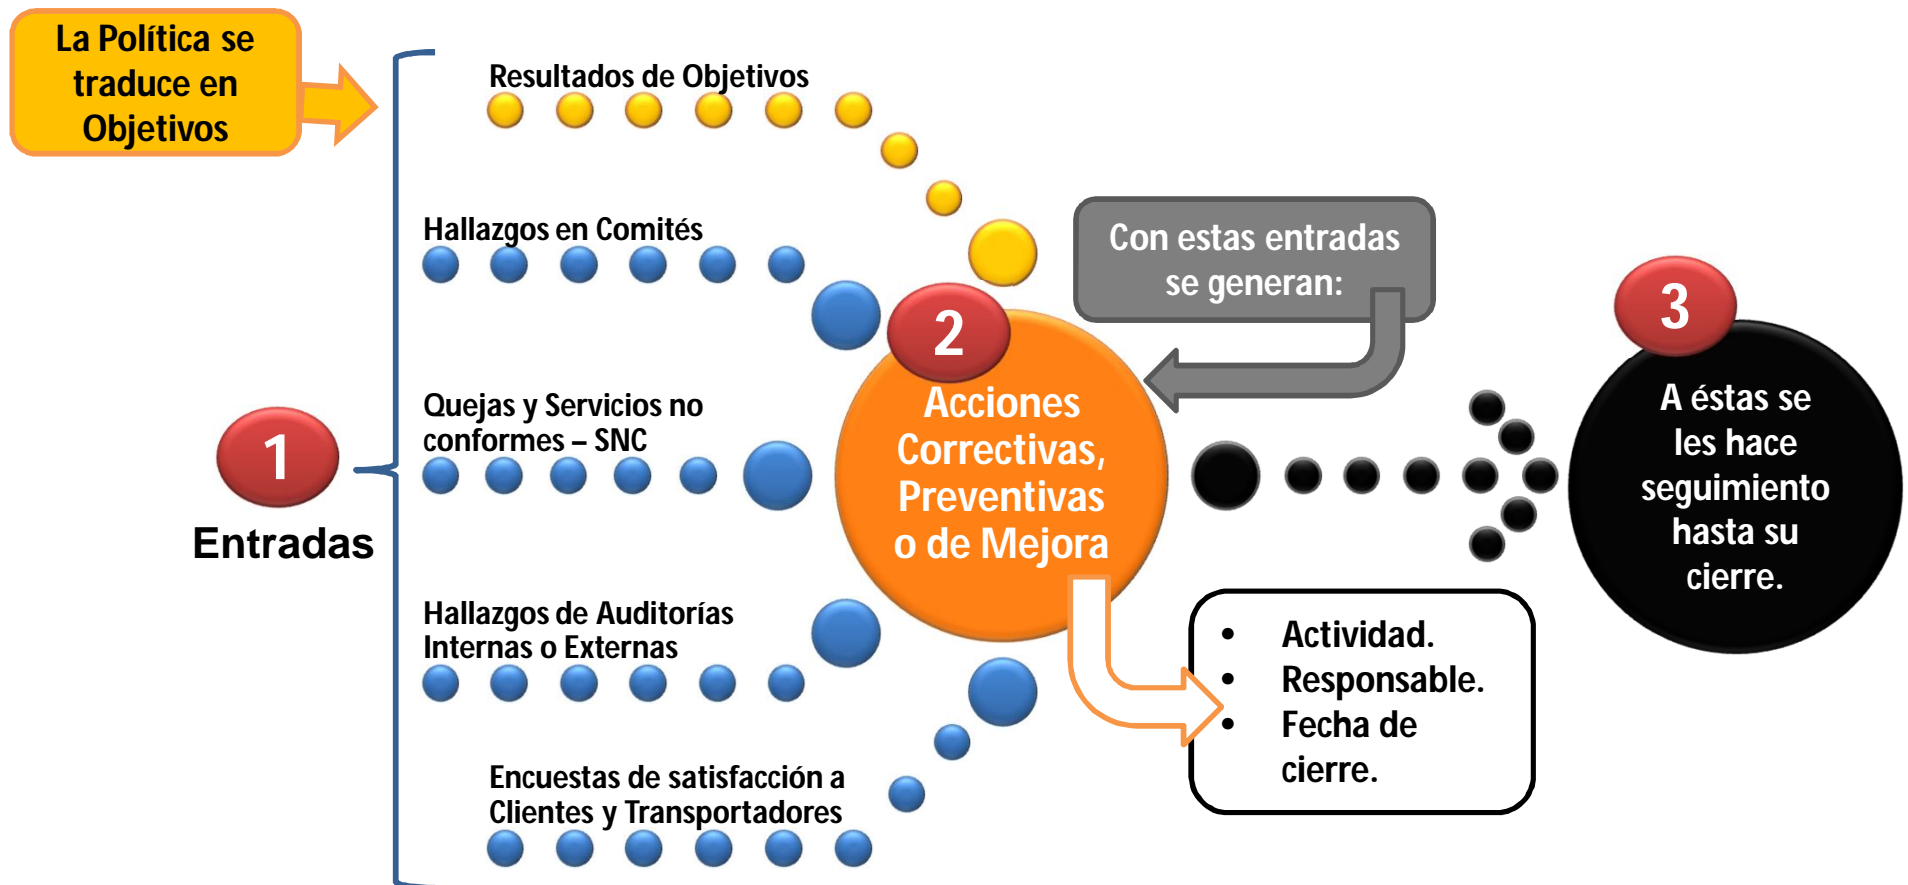 La Política se
traduce en
Objetivos
Resultados de Objetivos
Hallazgos en Comités
Quejas y Servicios no
conformes – SNC
1
Entradas
Hallazgos de Auditorías
Internas o Externas
Encuestas de satisfacción a
Clientes y Transportadores
Con estas entradas
se generan:
2
Acciones
Correctivas,
Preventivas
o de Mejora
• Actividad.
• Responsable.
• Fecha de
cierre.
3
A éstas se
les hace
seguimiento
hasta su
cierre.